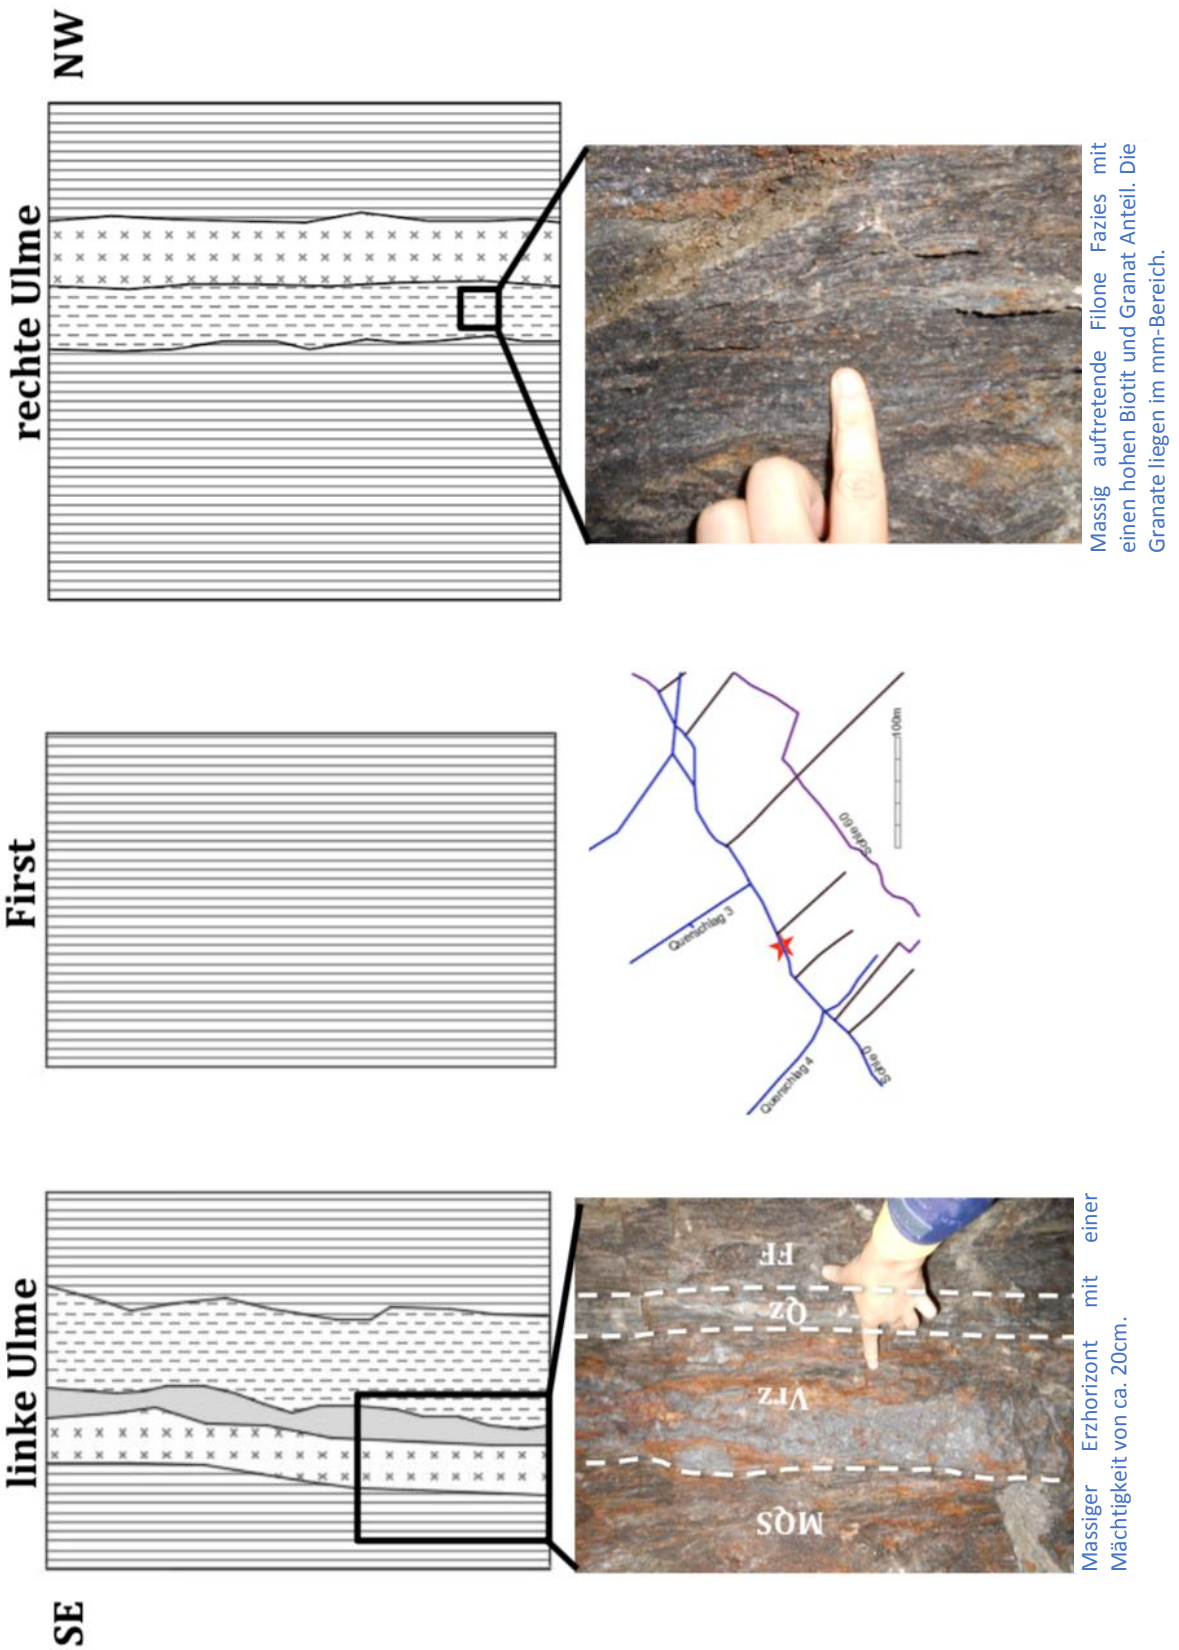 linke Ulme
First
rechte Ulme
SE
NW
MQS
Vrz
Qz
FF
Querschlag 4
Sohle 0
Querschlag 3
Sohle 60
100m
Massiger Erzhorizont mit einer
Mächtigkeit von ca. 20cm.
Massig auftretende Filone Fazies mit
einen hohen Biotit und Granat Anteil. Die
Granate liegen im mm-Bereich.